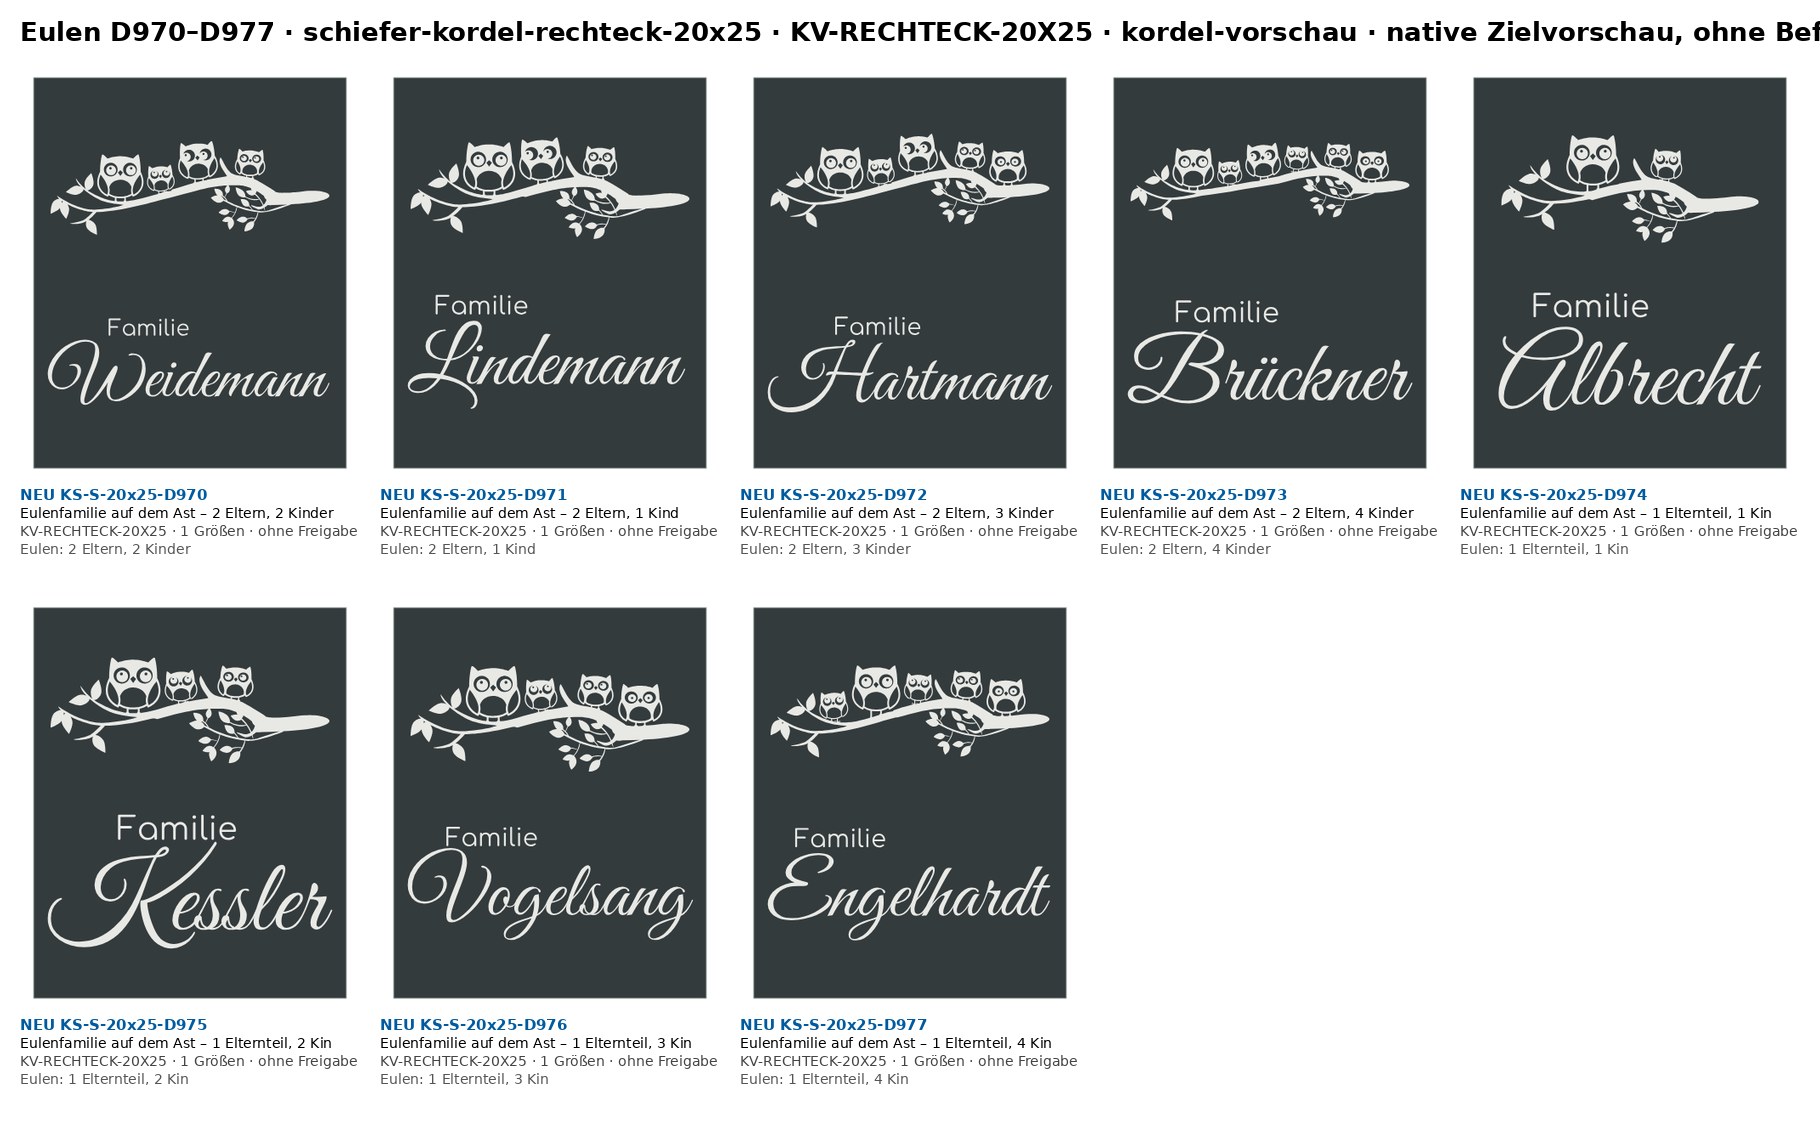 Eulen D970–D977 · schiefer-kordel-rechteck-20x25 · KV-RECHTECK-20X25 · kordel-vorschau · native Zielvorschau, ohne Bef
Familie
Weidemann
Familie
Lindemann
Familie
Hartmann
Familie
Brückner
Familie
Albrecht
NEU KS-S-20x25-D970
Eulenfamilie auf dem Ast – 2 Eltern, 2 Kinder
KV-RECHTECK-20X25 · 1 Größen · ohne Freigabe
Eulen: 2 Eltern, 2 Kinder
NEU KS-S-20x25-D971
Eulenfamilie auf dem Ast – 2 Eltern, 1 Kind
KV-RECHTECK-20X25 · 1 Größen · ohne Freigabe
Eulen: 2 Eltern, 1 Kind
NEU KS-S-20x25-D972
Eulenfamilie auf dem Ast – 2 Eltern, 3 Kinder
KV-RECHTECK-20X25 · 1 Größen · ohne Freigabe
Eulen: 2 Eltern, 3 Kinder
NEU KS-S-20x25-D973
Eulenfamilie auf dem Ast – 2 Eltern, 4 Kinder
KV-RECHTECK-20X25 · 1 Größen · ohne Freigabe
Eulen: 2 Eltern, 4 Kinder
NEU KS-S-20x25-D974
Eulenfamilie auf dem Ast – 1 Elternteil, 1 Kin
KV-RECHTECK-20X25 · 1 Größen · ohne Freigabe
Eulen: 1 Elternteil, 1 Kin
Familie
Kessler
Familie
Vogelsang
Familie
Engelhardt
NEU KS-S-20x25-D975
Eulenfamilie auf dem Ast – 1 Elternteil, 2 Kin
KV-RECHTECK-20X25 · 1 Größen · ohne Freigabe
Eulen: 1 Elternteil, 2 Kin
NEU KS-S-20x25-D976
Eulenfamilie auf dem Ast – 1 Elternteil, 3 Kin
KV-RECHTECK-20X25 · 1 Größen · ohne Freigabe
Eulen: 1 Elternteil, 3 Kin
NEU KS-S-20x25-D977
Eulenfamilie auf dem Ast – 1 Elternteil, 4 Kin
KV-RECHTECK-20X25 · 1 Größen · ohne Freigabe
Eulen: 1 Elternteil, 4 Kin